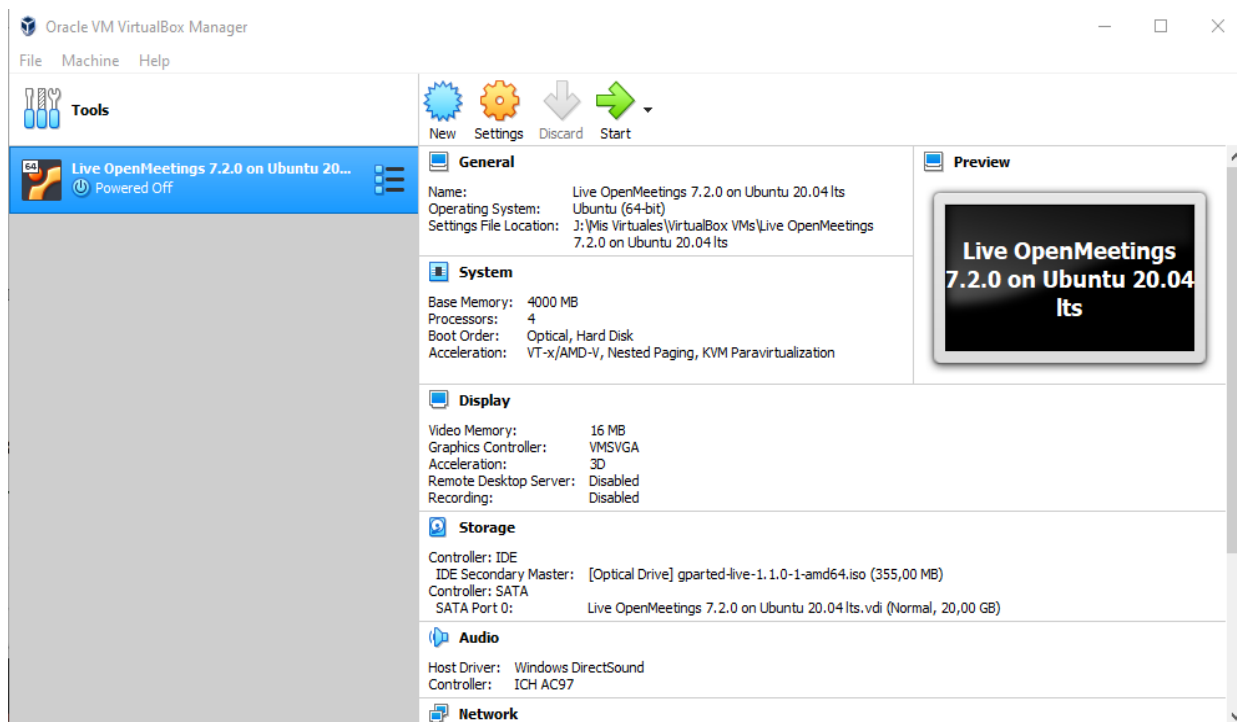 Oracle VM VirtualBox Manager
File Machine Help
Tools
New Settings Discard Start
64
Live OpenMeetings 7.2.0 on Ubuntu 20...
Powered Off
General
Name: Live OpenMeetings 7.2.0 on Ubuntu 20.04 lts
Operating System: Ubuntu (64-bit)
Settings File Location: J:\Mis Virtuales\VirtualBox VMs\Live OpenMeetings
7.2.0 on Ubuntu 20.04 lts
Preview
Live OpenMeetings
7.2.0 on Ubuntu 20.04
lts
System
Base Memory: 4000 MB
Processors: 4
Boot Order: Optical, Hard Disk
Acceleration: VT-x/AMD-V, Nested Paging, KVM Paravirtualization
Display
Video Memory: 16 MB
Graphics Controller: VMSVGA
Acceleration: 3D
Remote Desktop Server: Disabled
Recording: Disabled
Storage
Controller: IDE
IDE Secondary Master: [Optical Drive] gparted-live-1.1.0-1-amd64.iso (355,00 MB)
Controller: SATA
SATA Port 0: Live OpenMeetings 7.2.0 on Ubuntu 20.04 lts.vdi (Normal, 20,00 GB)
Audio
Host Driver: Windows DirectSound
Controller: ICH AC97
Network